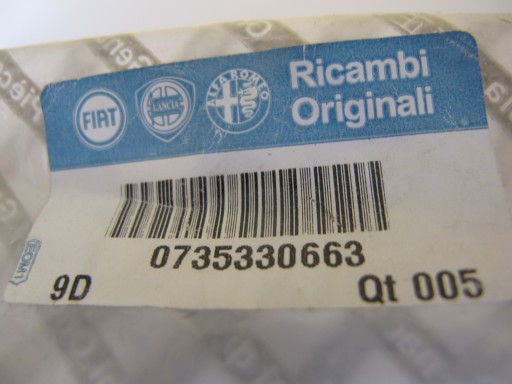 FIAT
LANCIA
ALFA ROMEO
Ricambi
Originali
0735330663
9D
Qt 005